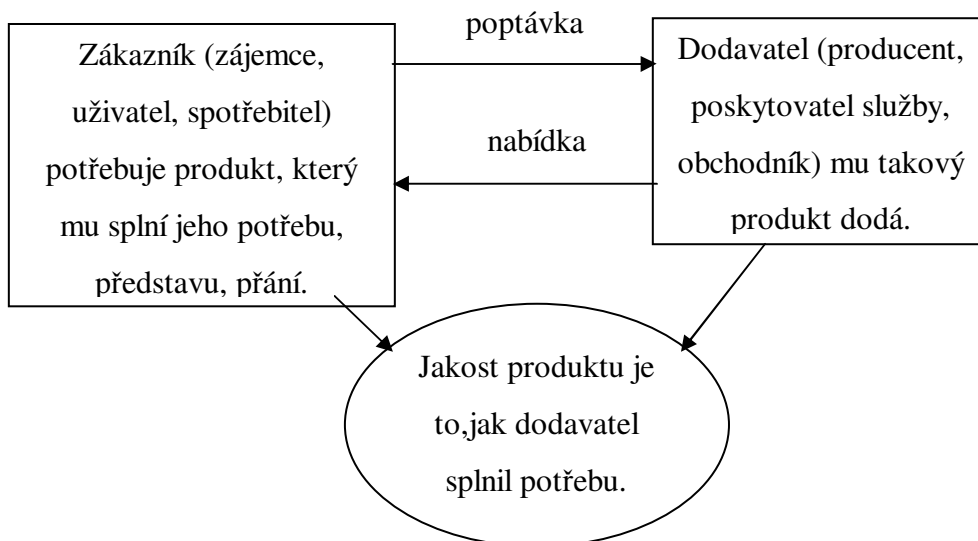 Zákazník (zájemce,
uživatel, spotřebitel)
potřebuje produkt, který
mu splní jeho potřebu,
představu, přání.
poptávka
nabídka
Dodavatel (producent,
poskytovatel služby,
obchodník) mu takový
produkt dodá.
Jakost produktu je
to,jak dodavatel
splnil potřebu.